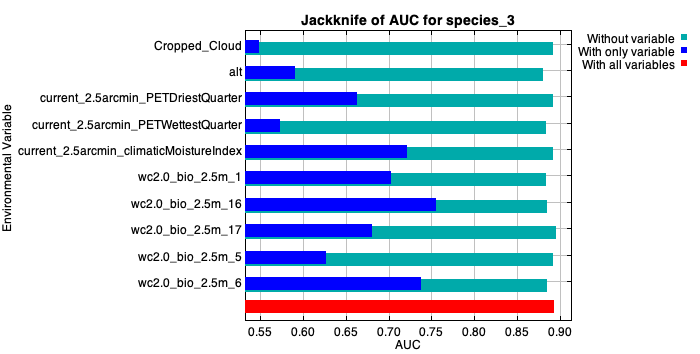 Jackknife of AUC for species_3
Without variable
With only variable
With all variables
Environmental Variable
Cropped_Cloud
alt
current_2.5arcmin_PETDriestQuarter
current_2.5arcmin_PETWettestQuarter
current_2.5arcmin_climaticMoistureIndex
wc2.0_bio_2.5m_1
wc2.0_bio_2.5m_16
wc2.0_bio_2.5m_17
wc2.0_bio_2.5m_5
wc2.0_bio_2.5m_6
0.55 0.60 0.65 0.70 0.75 0.80 0.85 0.90
AUC